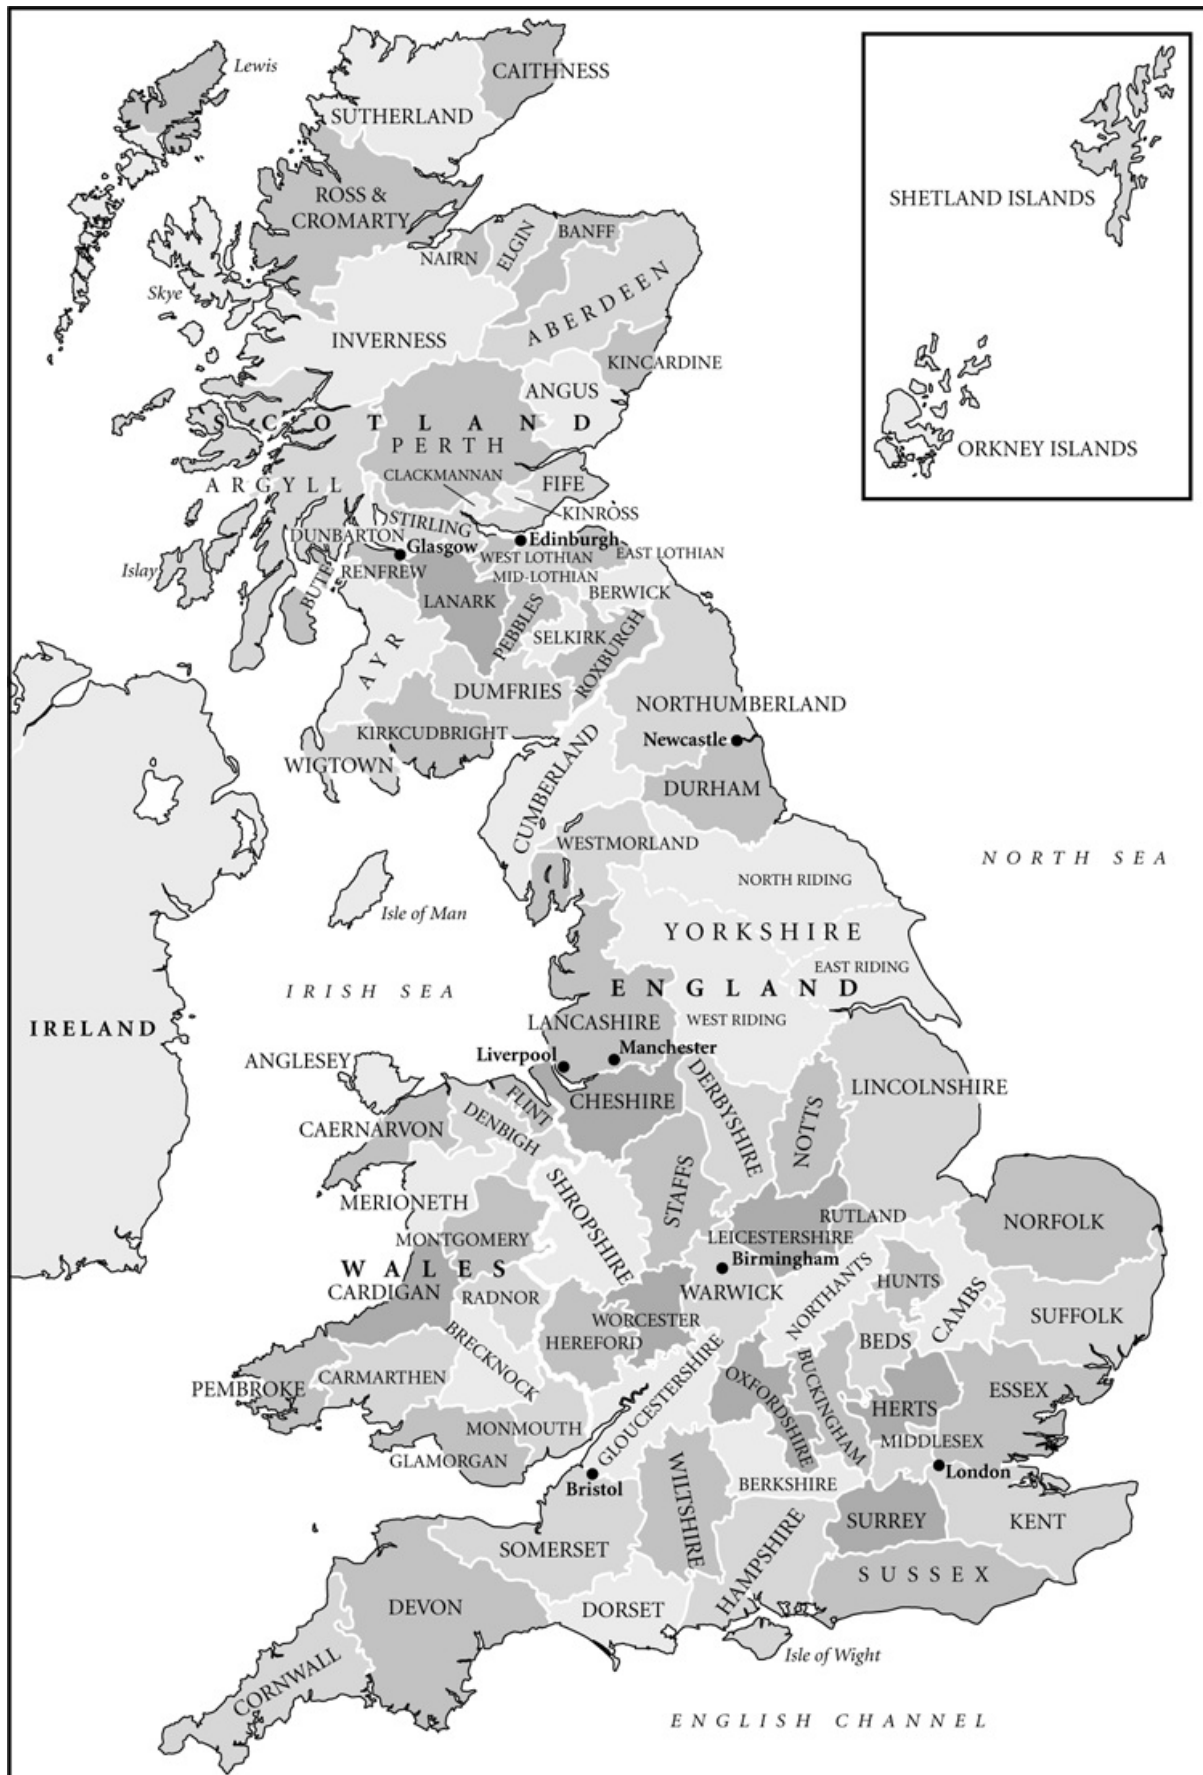 Lewis
CAITHNESS
SUTHERLAND
ROSS &
CROMARTY
SHETLAND ISLANDS
NAIRN
ELGIN
BANFF
Skye
ABERDEEN
INVERNESS
KINCARDINE
ANGUS
SCOTLAND
PERTH
ORKNEY ISLANDS
CLACKMANNAN
FIFE
ARGYLL
KINROSS
STIRLING
DUNBARTON
Glasgow
Edinburgh
WEST LOTHIAN
EAST LOTHIAN
Islay
BUTE
RENFREW
MID-LOTHIAN
BERWICK
LANARK
PEBBLES
SELKIRK
ROXBURGH
AYR
DUMFRIES
NORTHUMBERLAND
KIRKCUDBRIGHT
Newcastle
WIGTOWN
CUMBERLAND
DURHAM
WESTMORLAND
NORTH SEA
NORTH RIDING
Isle of Man
YORKSHIRE
EAST RIDING
IRISH SEA
ENGLAND
IRELAND
LANCASHIRE
WEST RIDING
Liverpool
Manchester
ANGLESEY
CHESHIRE
DERBYSHIRE
NOTTS
LINCOLNSHIRE
FLINT
DENBIGH
CAERNARVON
MERIONETH
SHROPSHIRE
STAFFS
RUTLAND
NORFOLK
MONTGOMERY
LEICESTERSHIRE
Birmingham
WALES
CARDIGAN
RADNOR
WARWICK
NORTHANTS
HUNTS
CAMBS
SUFFOLK
WORCESTER
HEREFORD
BRECKNOCK
BEDS
PEMBROKE
CARMARTHEN
GLOUCESTERSHIRE
OXFORDSHIRE
BUCKINGHAM
HERTS
ESSEX
MONMOUTH
MIDDLESEX
GLAMORGAN
London
Bristol
WILTSHIRE
BERKSHIRE
SURREY
KENT
SOMERSET
HAMPSHIRE
SUSSEX
DEVON
DORSET
Isle of Wight
CORNWALL
ENGLISH CHANNEL